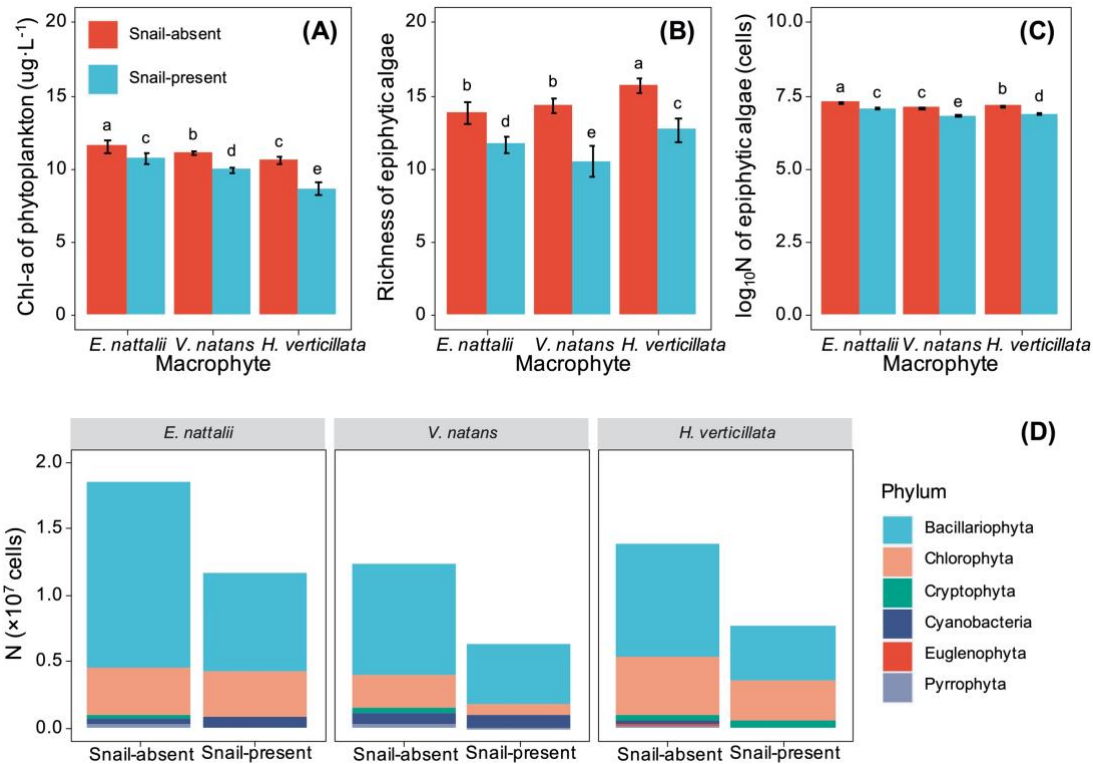 (A)
Chl-a of phytoplankton (ug·L⁻¹)
20
15
10
5
0
Snail-absent
Snail-present
a
c
b
d
c
e
E. nattalii V. natans H. verticillata
Macrophyte
(B)
Richness of epiphytic algae
20
15
10
5
0
b
d
b
e
a
c
E. nattalii V. natans H. verticillata
Macrophyte
(C)
log₁₀N of epiphytic algae (cells)
10.0
7.5
5.0
2.5
0.0
a
c
c
e
b
d
E. nattalii V. natans H. verticillata
Macrophyte
(D)
E. nattalii V. natans H. verticillata
N (×10⁷ cells)
2.0
1.5
1.0
0.5
0.0
Snail-absent Snail-present Snail-absent Snail-present Snail-absent Snail-present
Phylum
Bacillariophyta
Chlorophyta
Cryptophyta
Cyanobacteria
Euglenophyta
Pyrrophyta